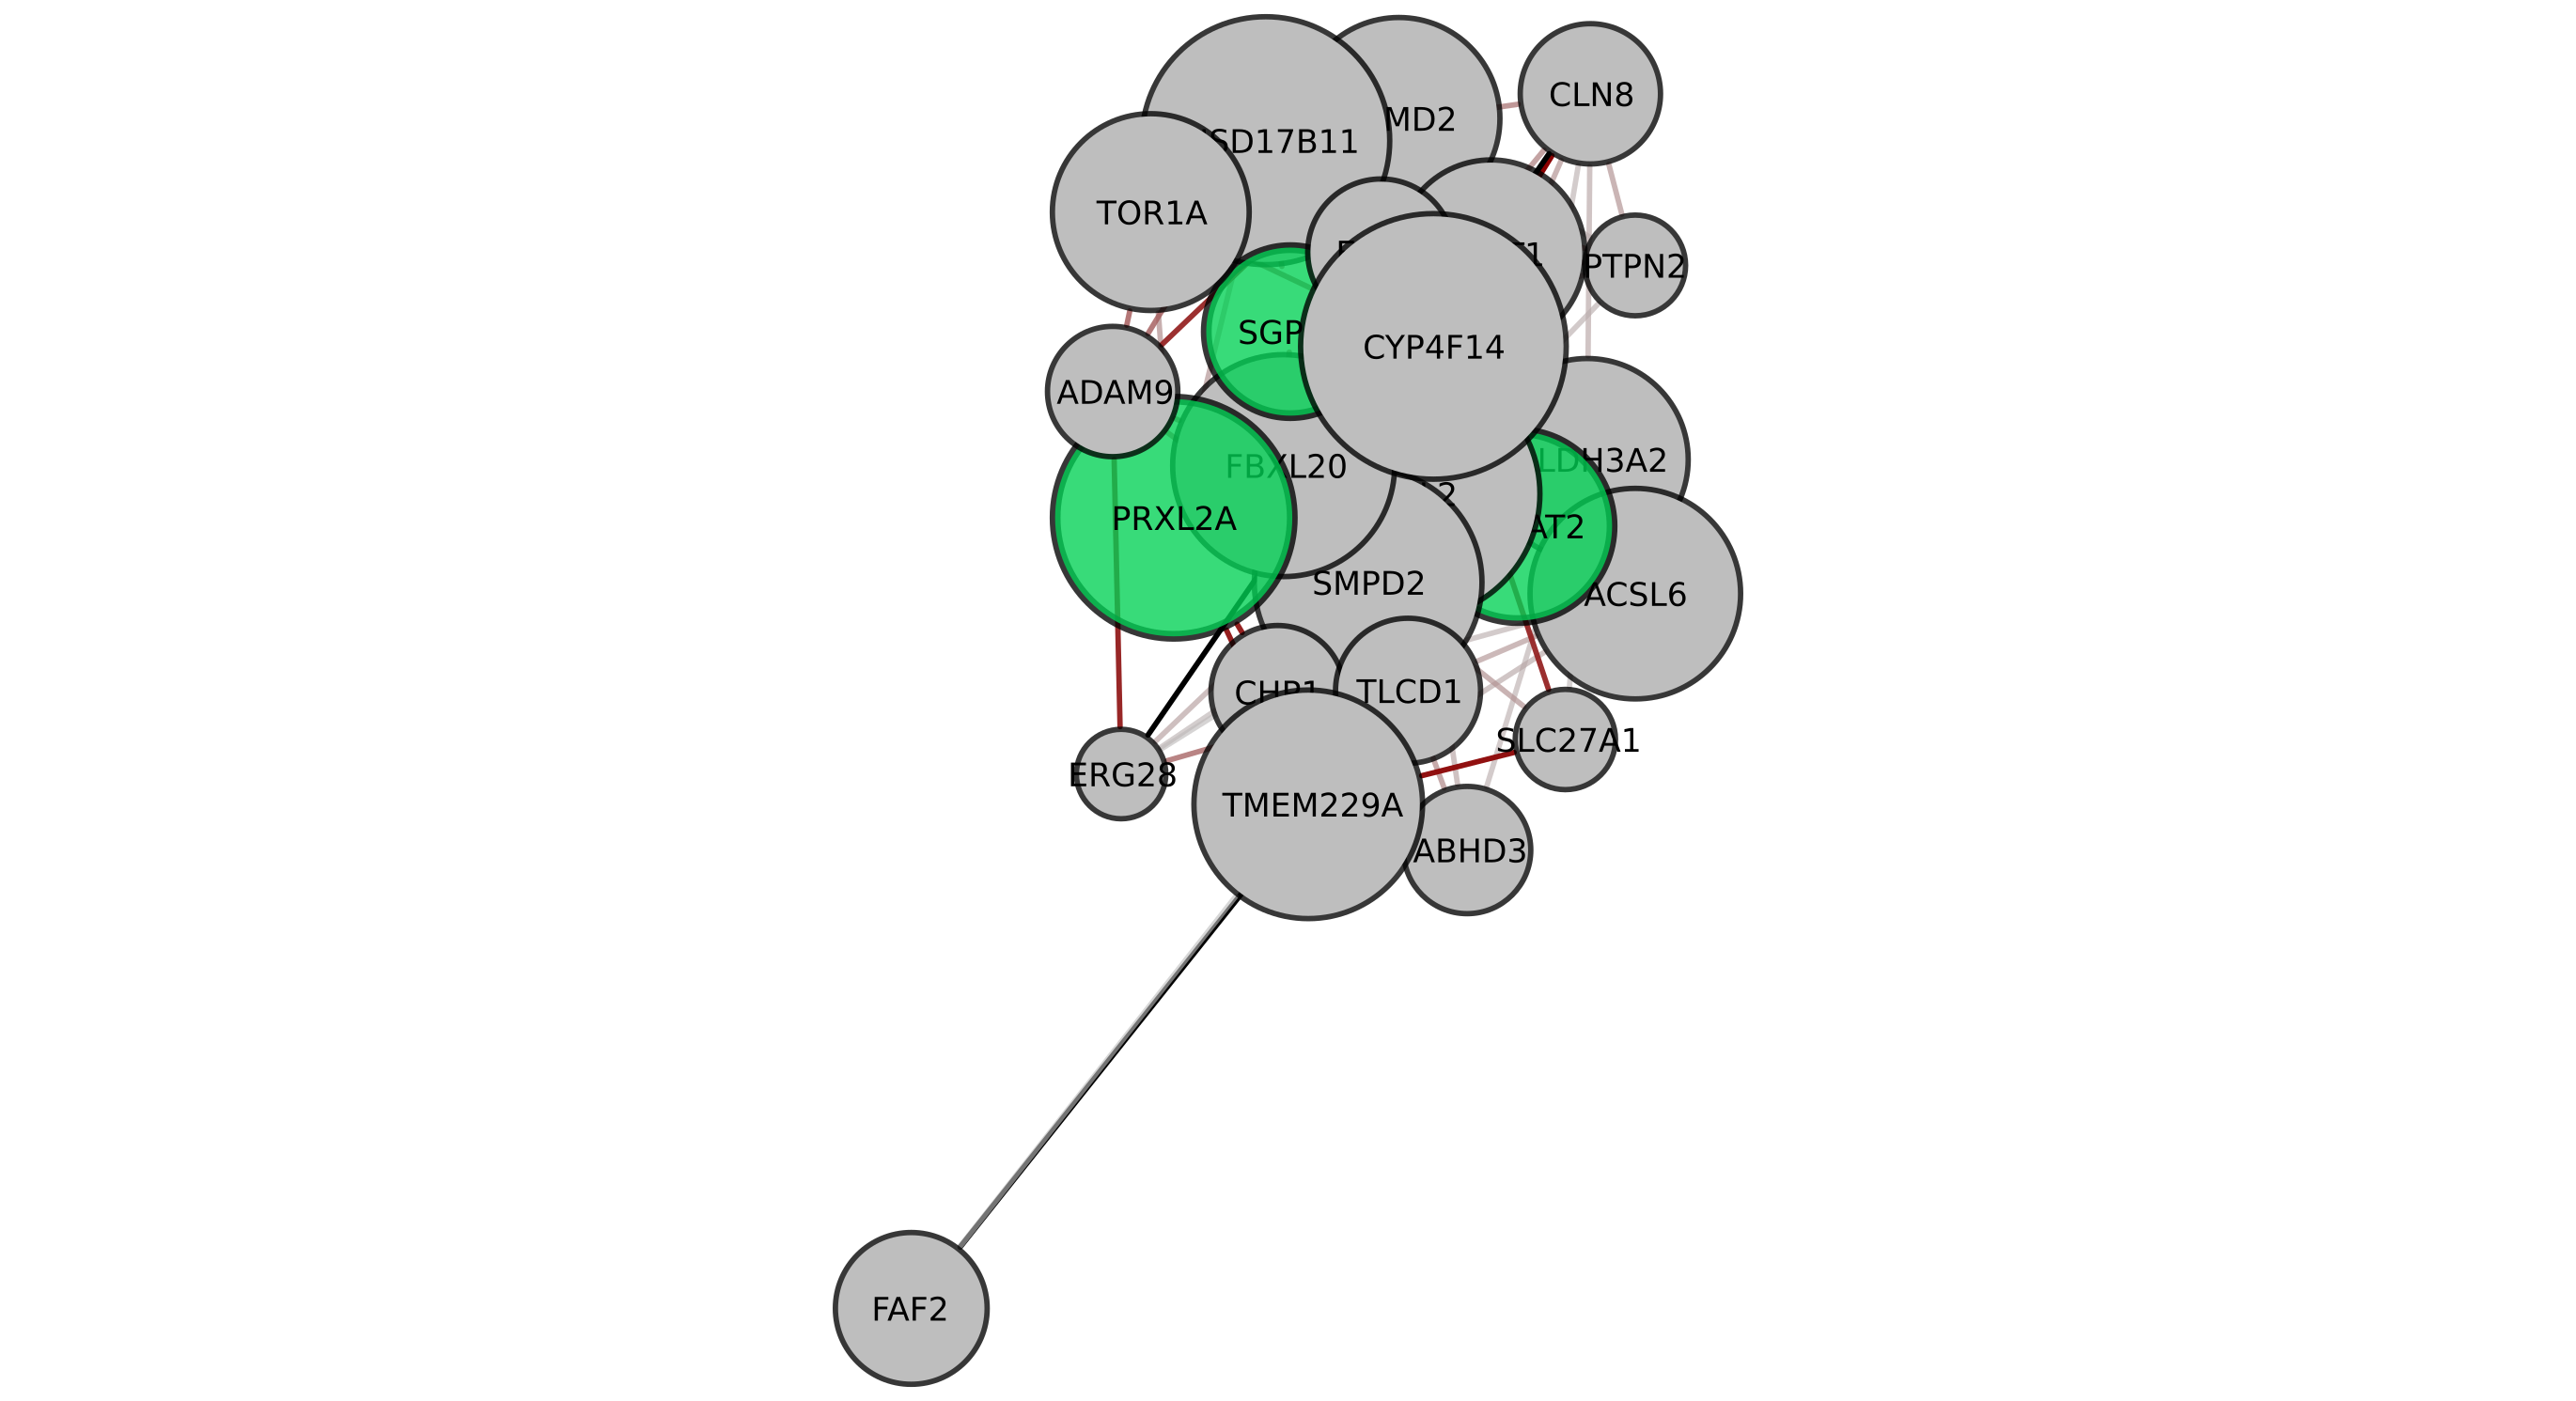 CLN8
MD2
SD17B11
TOR1A
PTPN2
SGP
CYP4F14
ADAM9
LDH3A2
FBXL20
2
PRXL2A
AT2
SMPD2
ACSL6
TLCD1
SLC27A1
ERG28
TMEM229A
ABHD3
FAF2